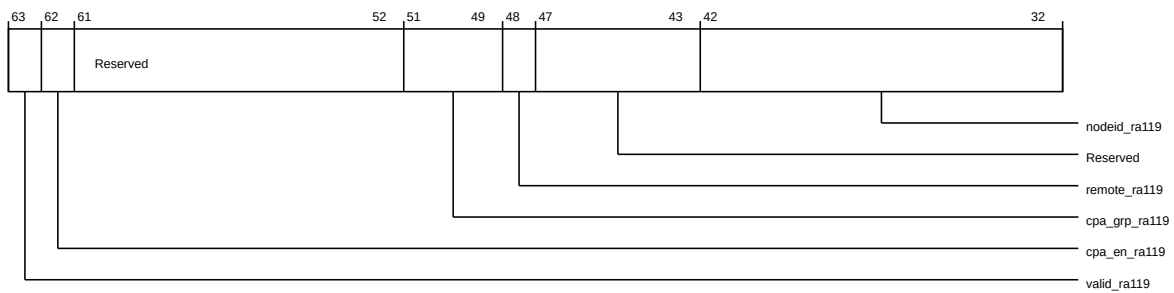 63 62 61 52 51 49 48 47 43 42 32
Reserved
nodeid_ra119
Reserved
remote_ra119
cpa_grp_ra119
cpa_en_ra119
valid_ra119